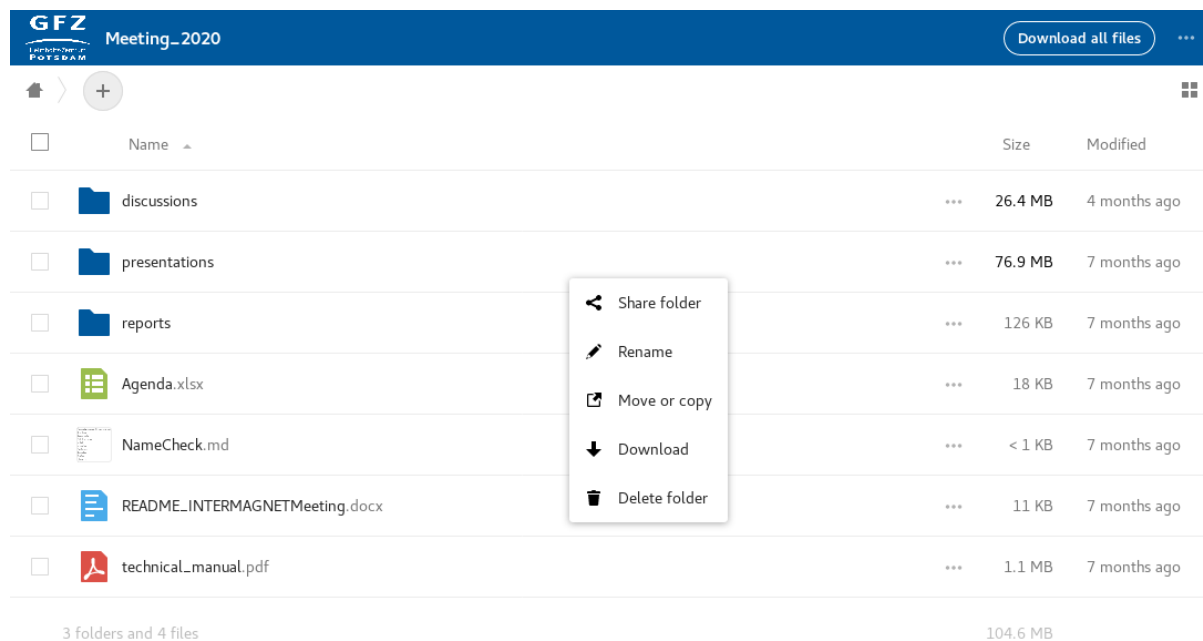 GFZ
POTSDAM
Meeting_2020
Download all files
Name
Size
Modified
discussions
26.4 MB
4 months ago
presentations
76.9 MB
7 months ago
reports
126 KB
7 months ago
Share folder
Rename
Move or copy
Download
Delete folder
Agenda.xlsx
18 KB
7 months ago
NameCheck.md
< 1 KB
7 months ago
README_INTERMAGNETMeeting.docx
11 KB
7 months ago
technical_manual.pdf
1.1 MB
7 months ago
3 folders and 4 files
104.6 MB